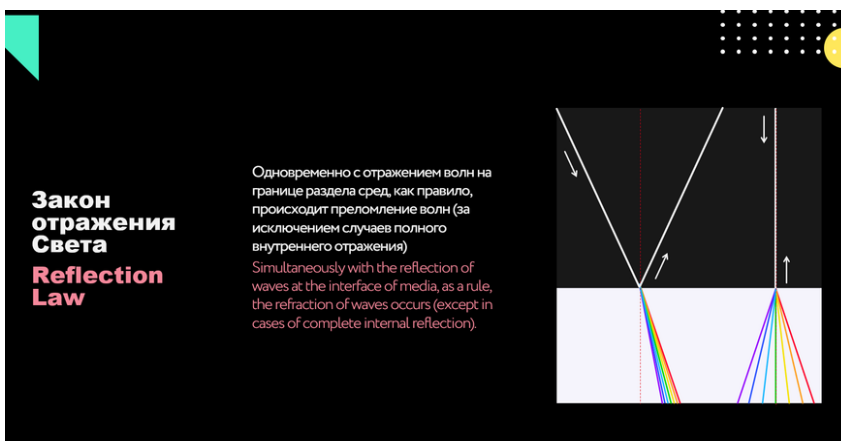 Закон
отражения
Света
Reflection
Law
Одновременно с отражением волн на
границе раздела сред, как правило,
происходит преломление волн (за
исключением случаев полного
внутреннего отражения)
Simultaneously with the reflection of
waves at the interface of media, as a rule,
the refraction of waves occurs (except in
cases of complete internal reflection).